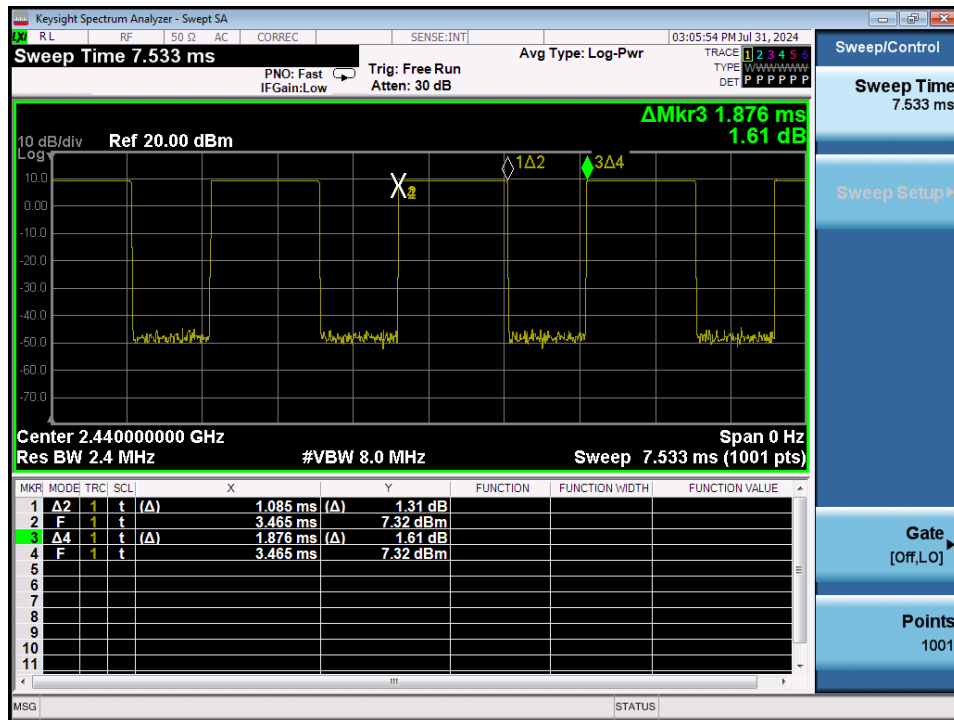 Keysight Spectrum Analyzer - Swept SA
LXI RL RF 50 Ω AC CORREC SENSE:INT 03:05:54 PM Jul 31, 2024
Sweep Time 7.533 ms
PNO: Fast
IFGain:Low
Trig: Free Run
Atten: 30 dB
Avg Type: Log-Pwr
TRACE 1 2 3 4 5 6
TYPE WWWWWW
DET P P P P P P
ΔMkr3 1.876 ms
1.61 dB
10 dB/div Ref 20.00 dBm
Log
10.0
0.00
-10.0
-20.0
-30.0
-40.0
-50.0
-60.0
-70.0
1Δ2
3Δ4
Center 2.440000000 GHz Span 0 Hz
Res BW 2.4 MHz #VBW 8.0 MHz Sweep 7.533 ms (1001 pts)
MKR MODE TRC SCL X Y FUNCTION FUNCTION WIDTH FUNCTION VALUE
1 Δ2 1 t (Δ) 1.085 ms (Δ) 1.31 dB
2 F 1 t 3.465 ms 7.32 dBm
3 Δ4 1 t (Δ) 1.876 ms (Δ) 1.61 dB
4 F 1 t 3.465 ms 7.32 dBm
5
6
7
8
9
10
11
MSG STATUS
Sweep/Control
Sweep Time
7.533 ms
Sweep Setup
Gate
[Off,LO]
Points
1001